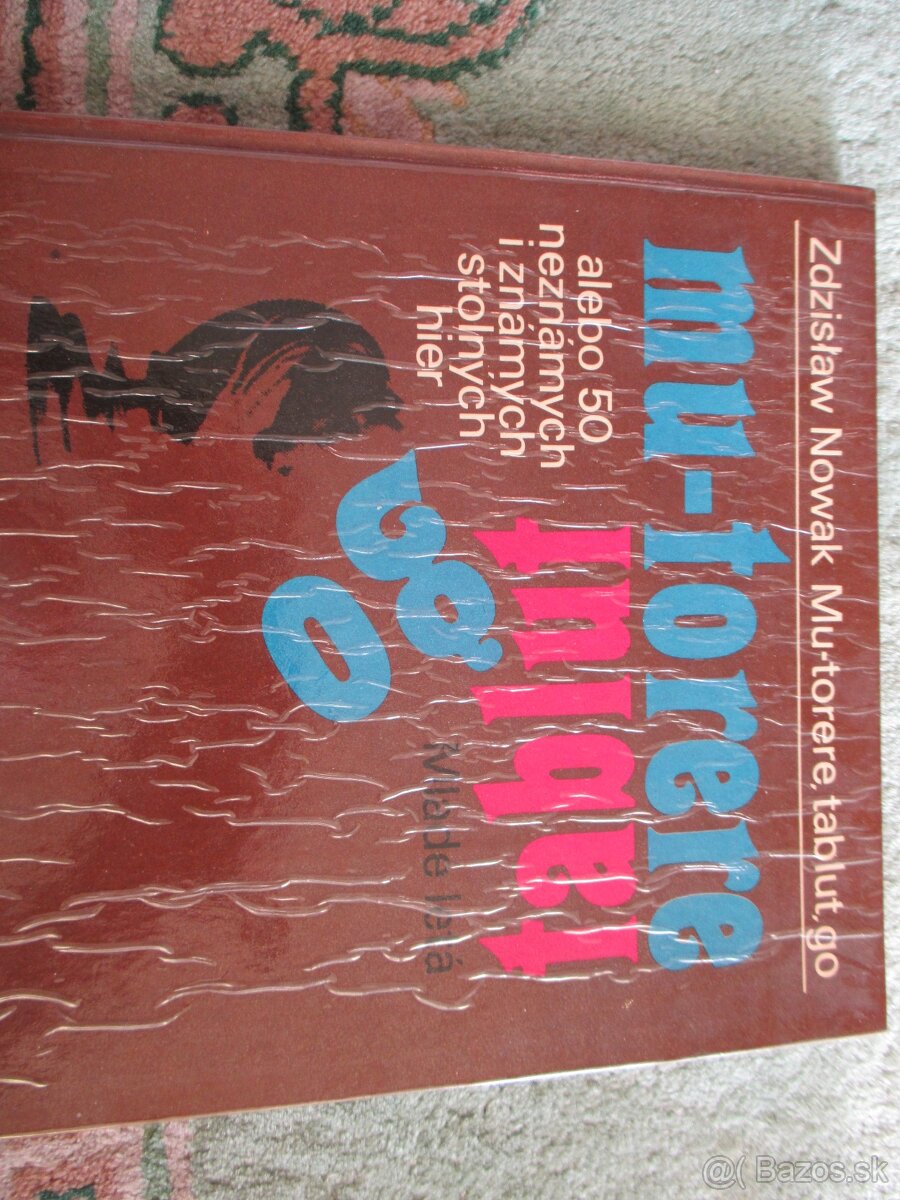 Zdzisław Nowak Mu-torere, tablut, go
mu-torere
tablut
go
alebo 50
neznámych
i známych
stolných
hier
Mladé letá
@( Bazos.sk